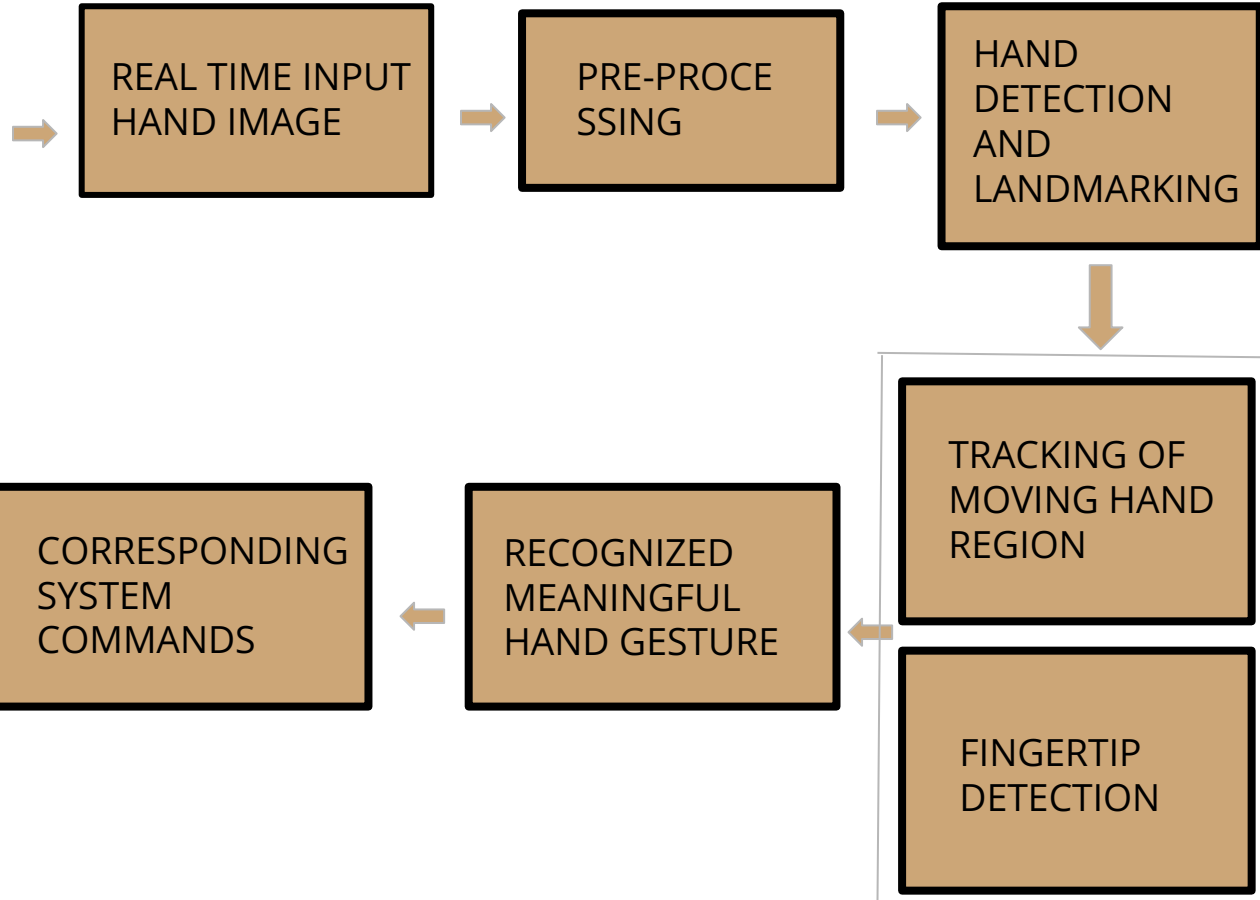 REAL TIME INPUT
HAND IMAGE
PRE-PROCE
SSING
HAND
DETECTION
AND
LANDMARKING
TRACKING OF
MOVING HAND
REGION
FINGERTIP
DETECTION
RECOGNIZED
MEANINGFUL
HAND GESTURE
CORRESPONDING
SYSTEM
COMMANDS